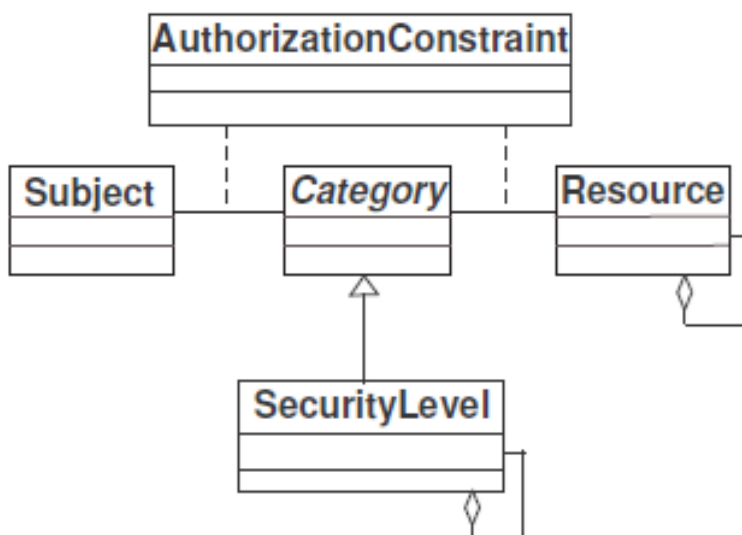 AuthorizationConstraint
Subject
Category
Resource
SecurityLevel